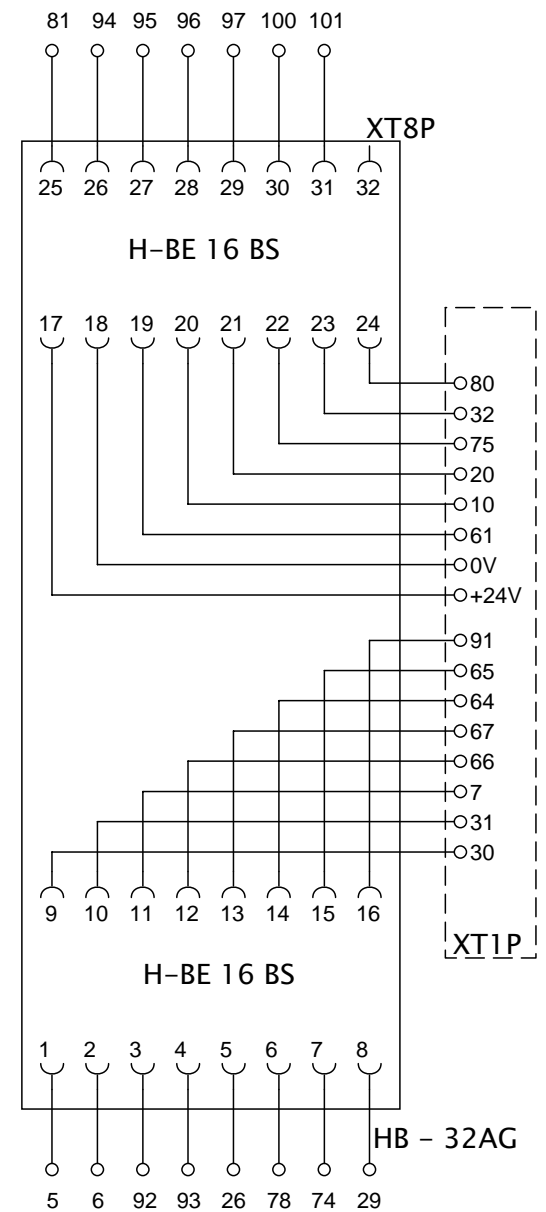 81 94 95 96 97 100 101
XT8P
25 26 27 28 29 30 31 32
H-BE 16 BS
17 18 19 20 21 22 23 24
80
32
75
20
10
61
0V
+24V
91
65
64
67
66
7
31
30
9 10 11 12 13 14 15 16
XT1P
H-BE 16 BS
1 2 3 4 5 6 7 8
HB - 32AG
5 6 92 93 26 78 74 29